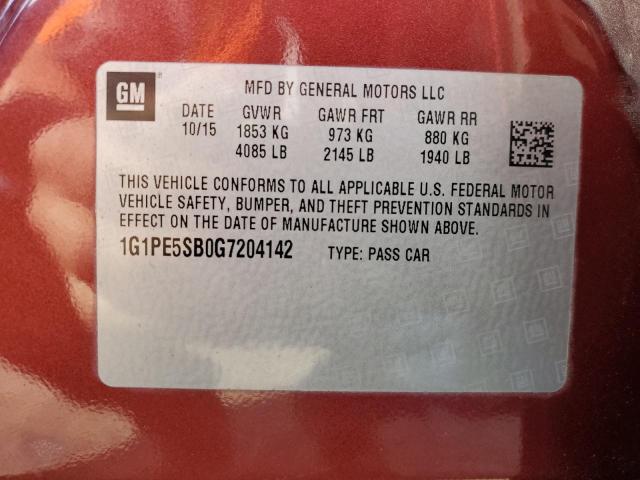 GM
MFD BY GENERAL MOTORS LLC
DATE GVWR GAWR FRT GAWR RR
10/15 1853 KG 973 KG 880 KG
4085 LB 2145 LB 1940 LB
THIS VEHICLE CONFORMS TO ALL APPLICABLE U.S. FEDERAL MOTOR
VEHICLE SAFETY, BUMPER, AND THEFT PREVENTION STANDARDS IN
EFFECT ON THE DATE OF MANUFACTURE SHOWN ABOVE.
1G1PE5SB0G7204142 TYPE: PASS CAR